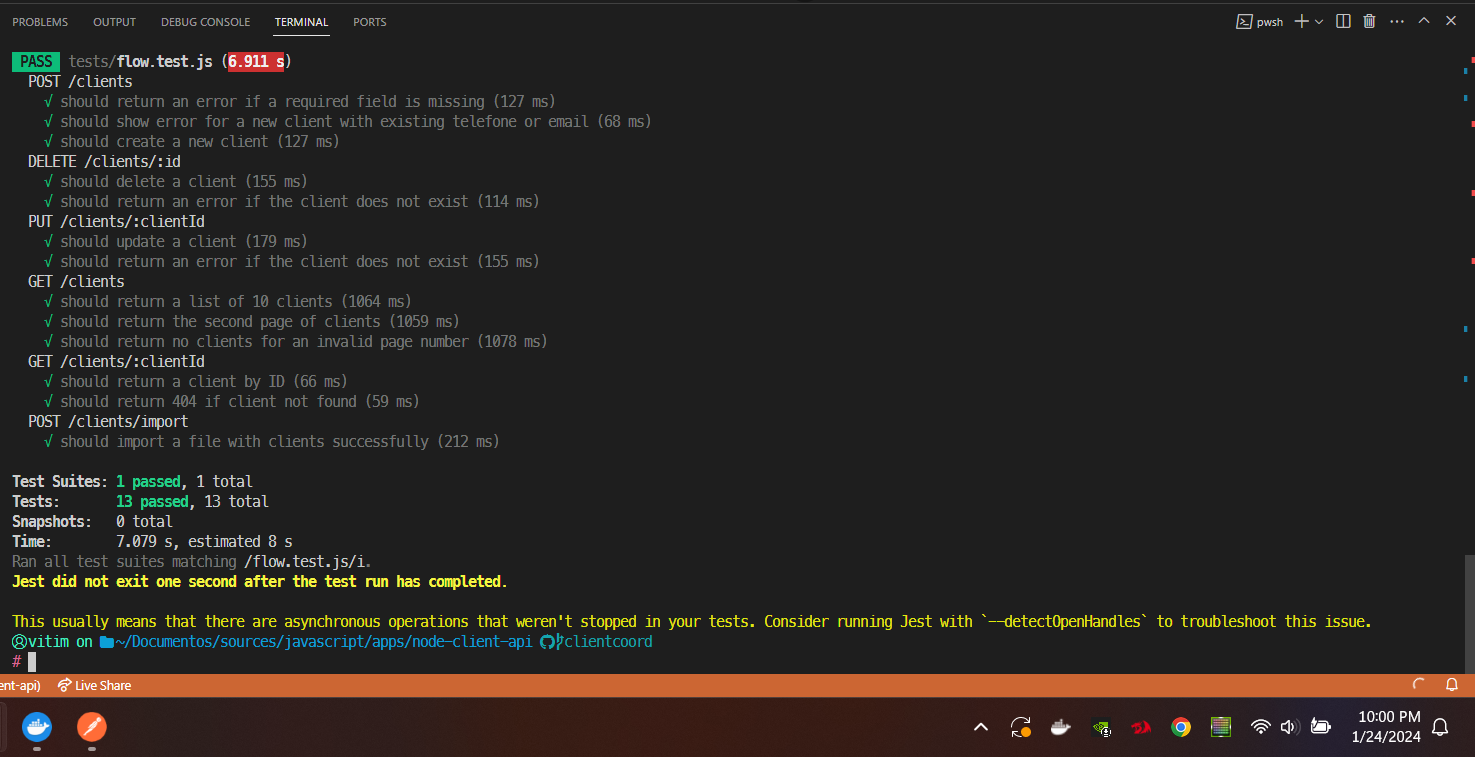 PROBLEMS OUTPUT DEBUG CONSOLE TERMINAL PORTS pwsh
PASS tests/flow.test.js (6.911 s)
POST /clients
√ should return an error if a required field is missing (127 ms)
√ should show error for a new client with existing telefone or email (68 ms)
√ should create a new client (127 ms)
DELETE /clients/:id
√ should delete a client (155 ms)
√ should return an error if the client does not exist (114 ms)
PUT /clients/:clientId
√ should update a client (179 ms)
√ should return an error if the client does not exist (155 ms)
GET /clients
√ should return a list of 10 clients (1064 ms)
√ should return the second page of clients (1059 ms)
√ should return no clients for an invalid page number (1078 ms)
GET /clients/:clientId
√ should return a client by ID (66 ms)
√ should return 404 if client not found (59 ms)
POST /clients/import
√ should import a file with clients successfully (212 ms)
Test Suites: 1 passed, 1 total
Tests: 13 passed, 13 total
Snapshots: 0 total
Time: 7.079 s, estimated 8 s
Ran all test suites matching /flow.test.js/i.
Jest did not exit one second after the test run has completed.
This usually means that there are asynchronous operations that weren't stopped in your tests. Consider running Jest with `--detectOpenHandles` to troubleshoot this issue.
vitim on ~/Documentos/sources/javascript/apps/node-client-api clientcoord
#
ent-api) Live Share
10:00 PM
1/24/2024